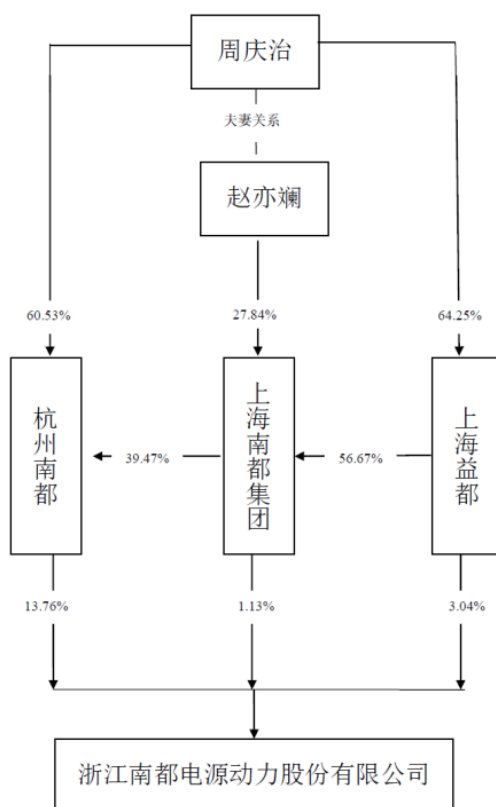 周庆治
夫妻关系
赵亦斓
60.53%
27.84%
64.25%
杭州南都
39.47%
上海南都集团
56.67%
上海益都
13.76%
1.13%
3.04%
浙江南都电源动力股份有限公司